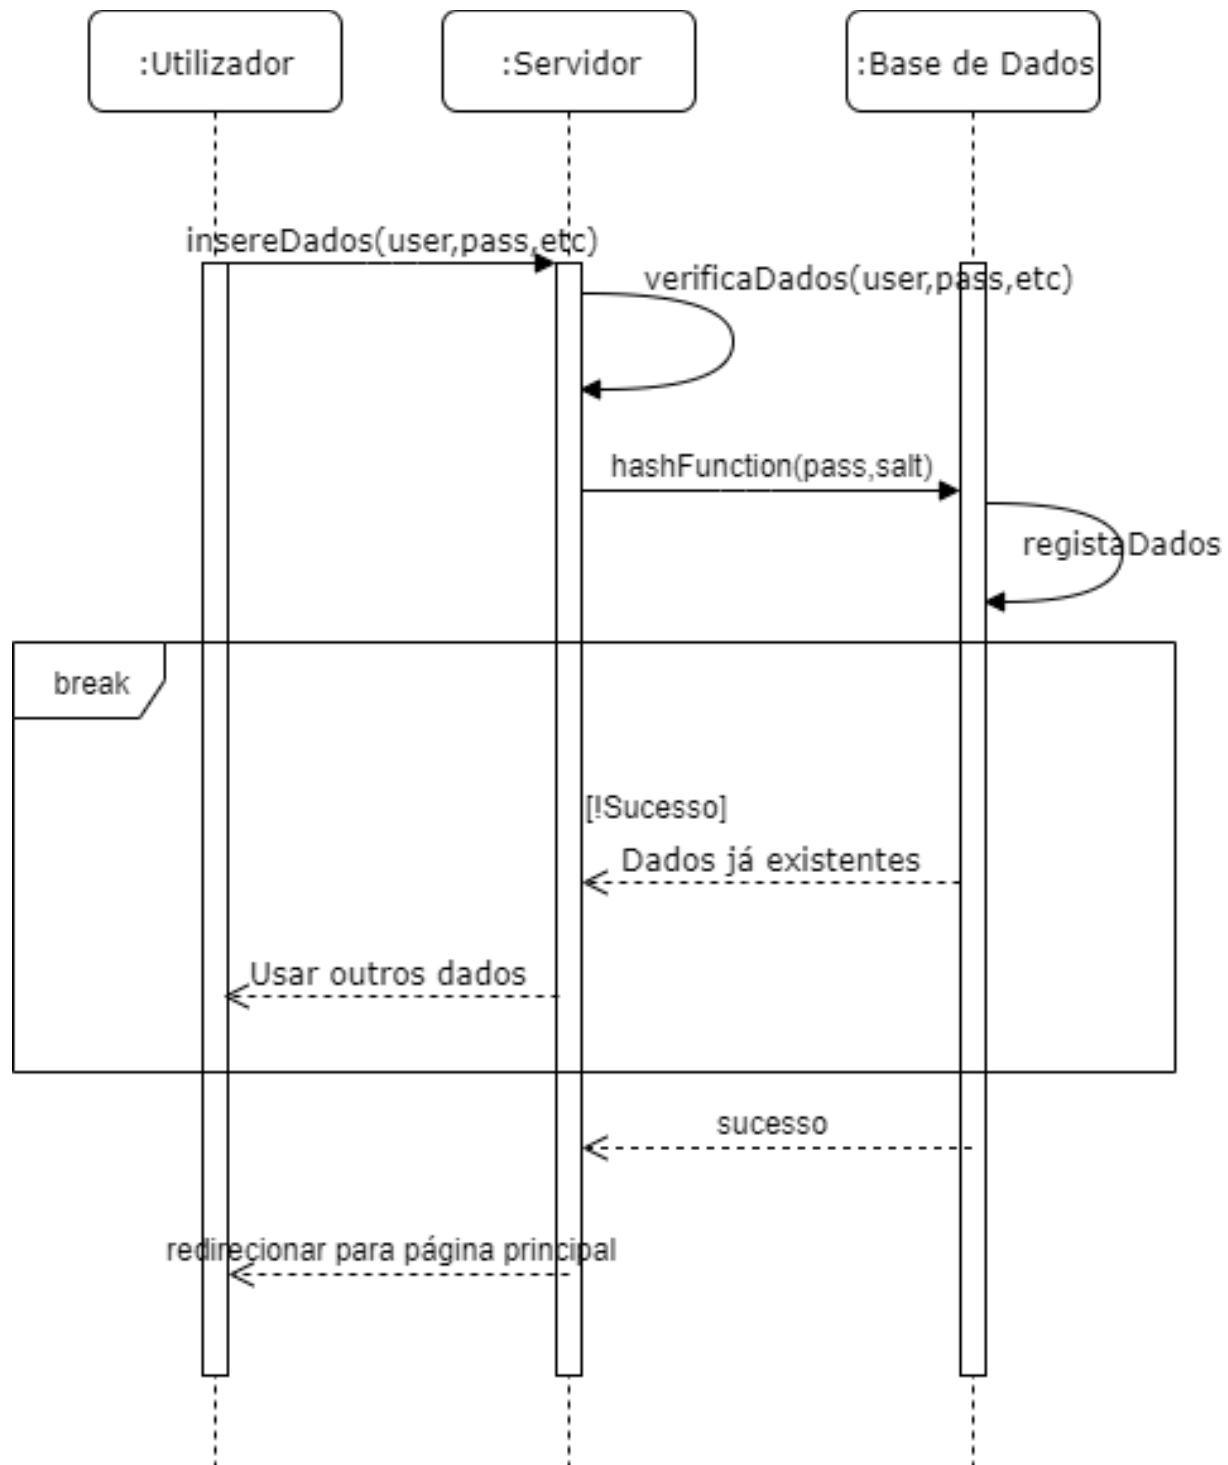 :Utilizador
:Servidor
:Base de Dados
insereDados(user,pass,etc)
verificaDados(user,pass,etc)
hashFunction(pass,salt)
registaDados
break
[!Sucesso]
Dados já existentes
Usar outros dados
sucesso
redirecionar para página principal